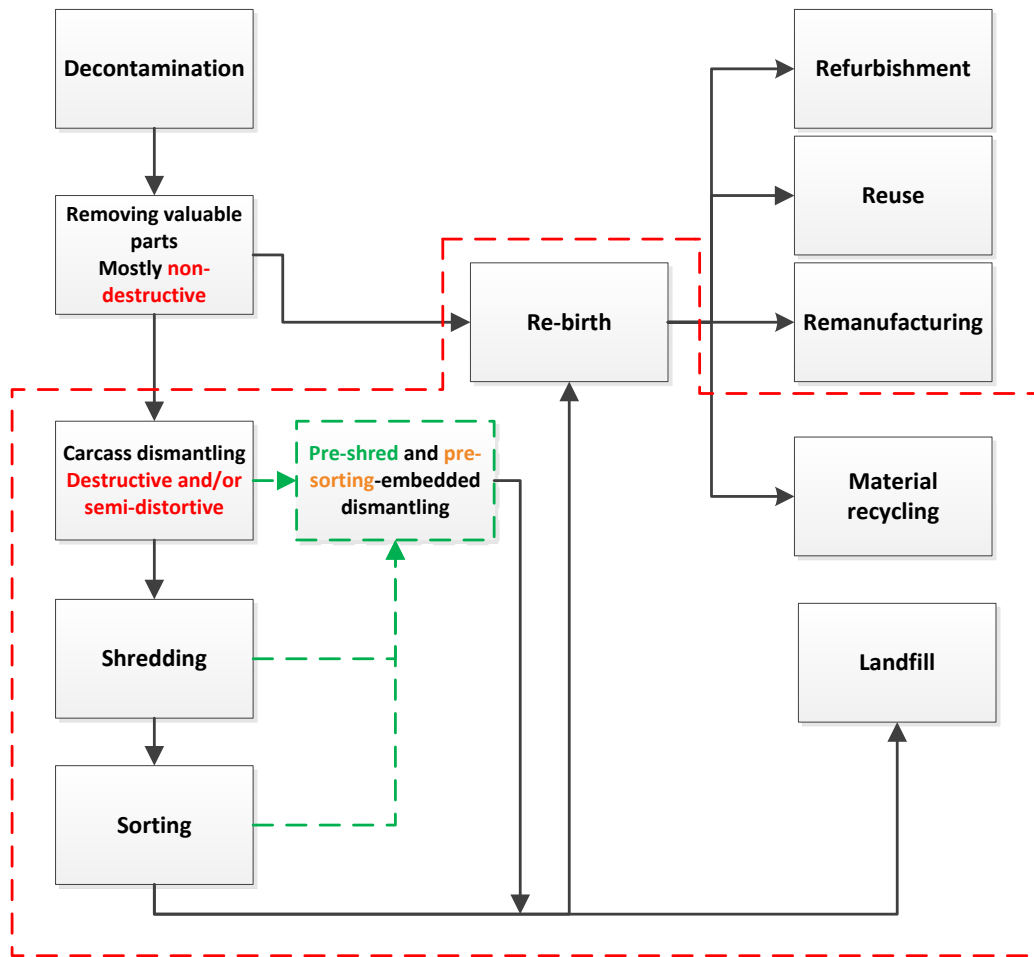 Decontamination
Removing valuable
parts
Mostly non-
destructive
Carcass dismantling
Destructive and/or
semi-distortive
Pre-shred and pre-
sorting-embedded
dismantling
Shredding
Sorting
Re-birth
Refurbishment
Reuse
Remanufacturing
Material
recycling
Landfill